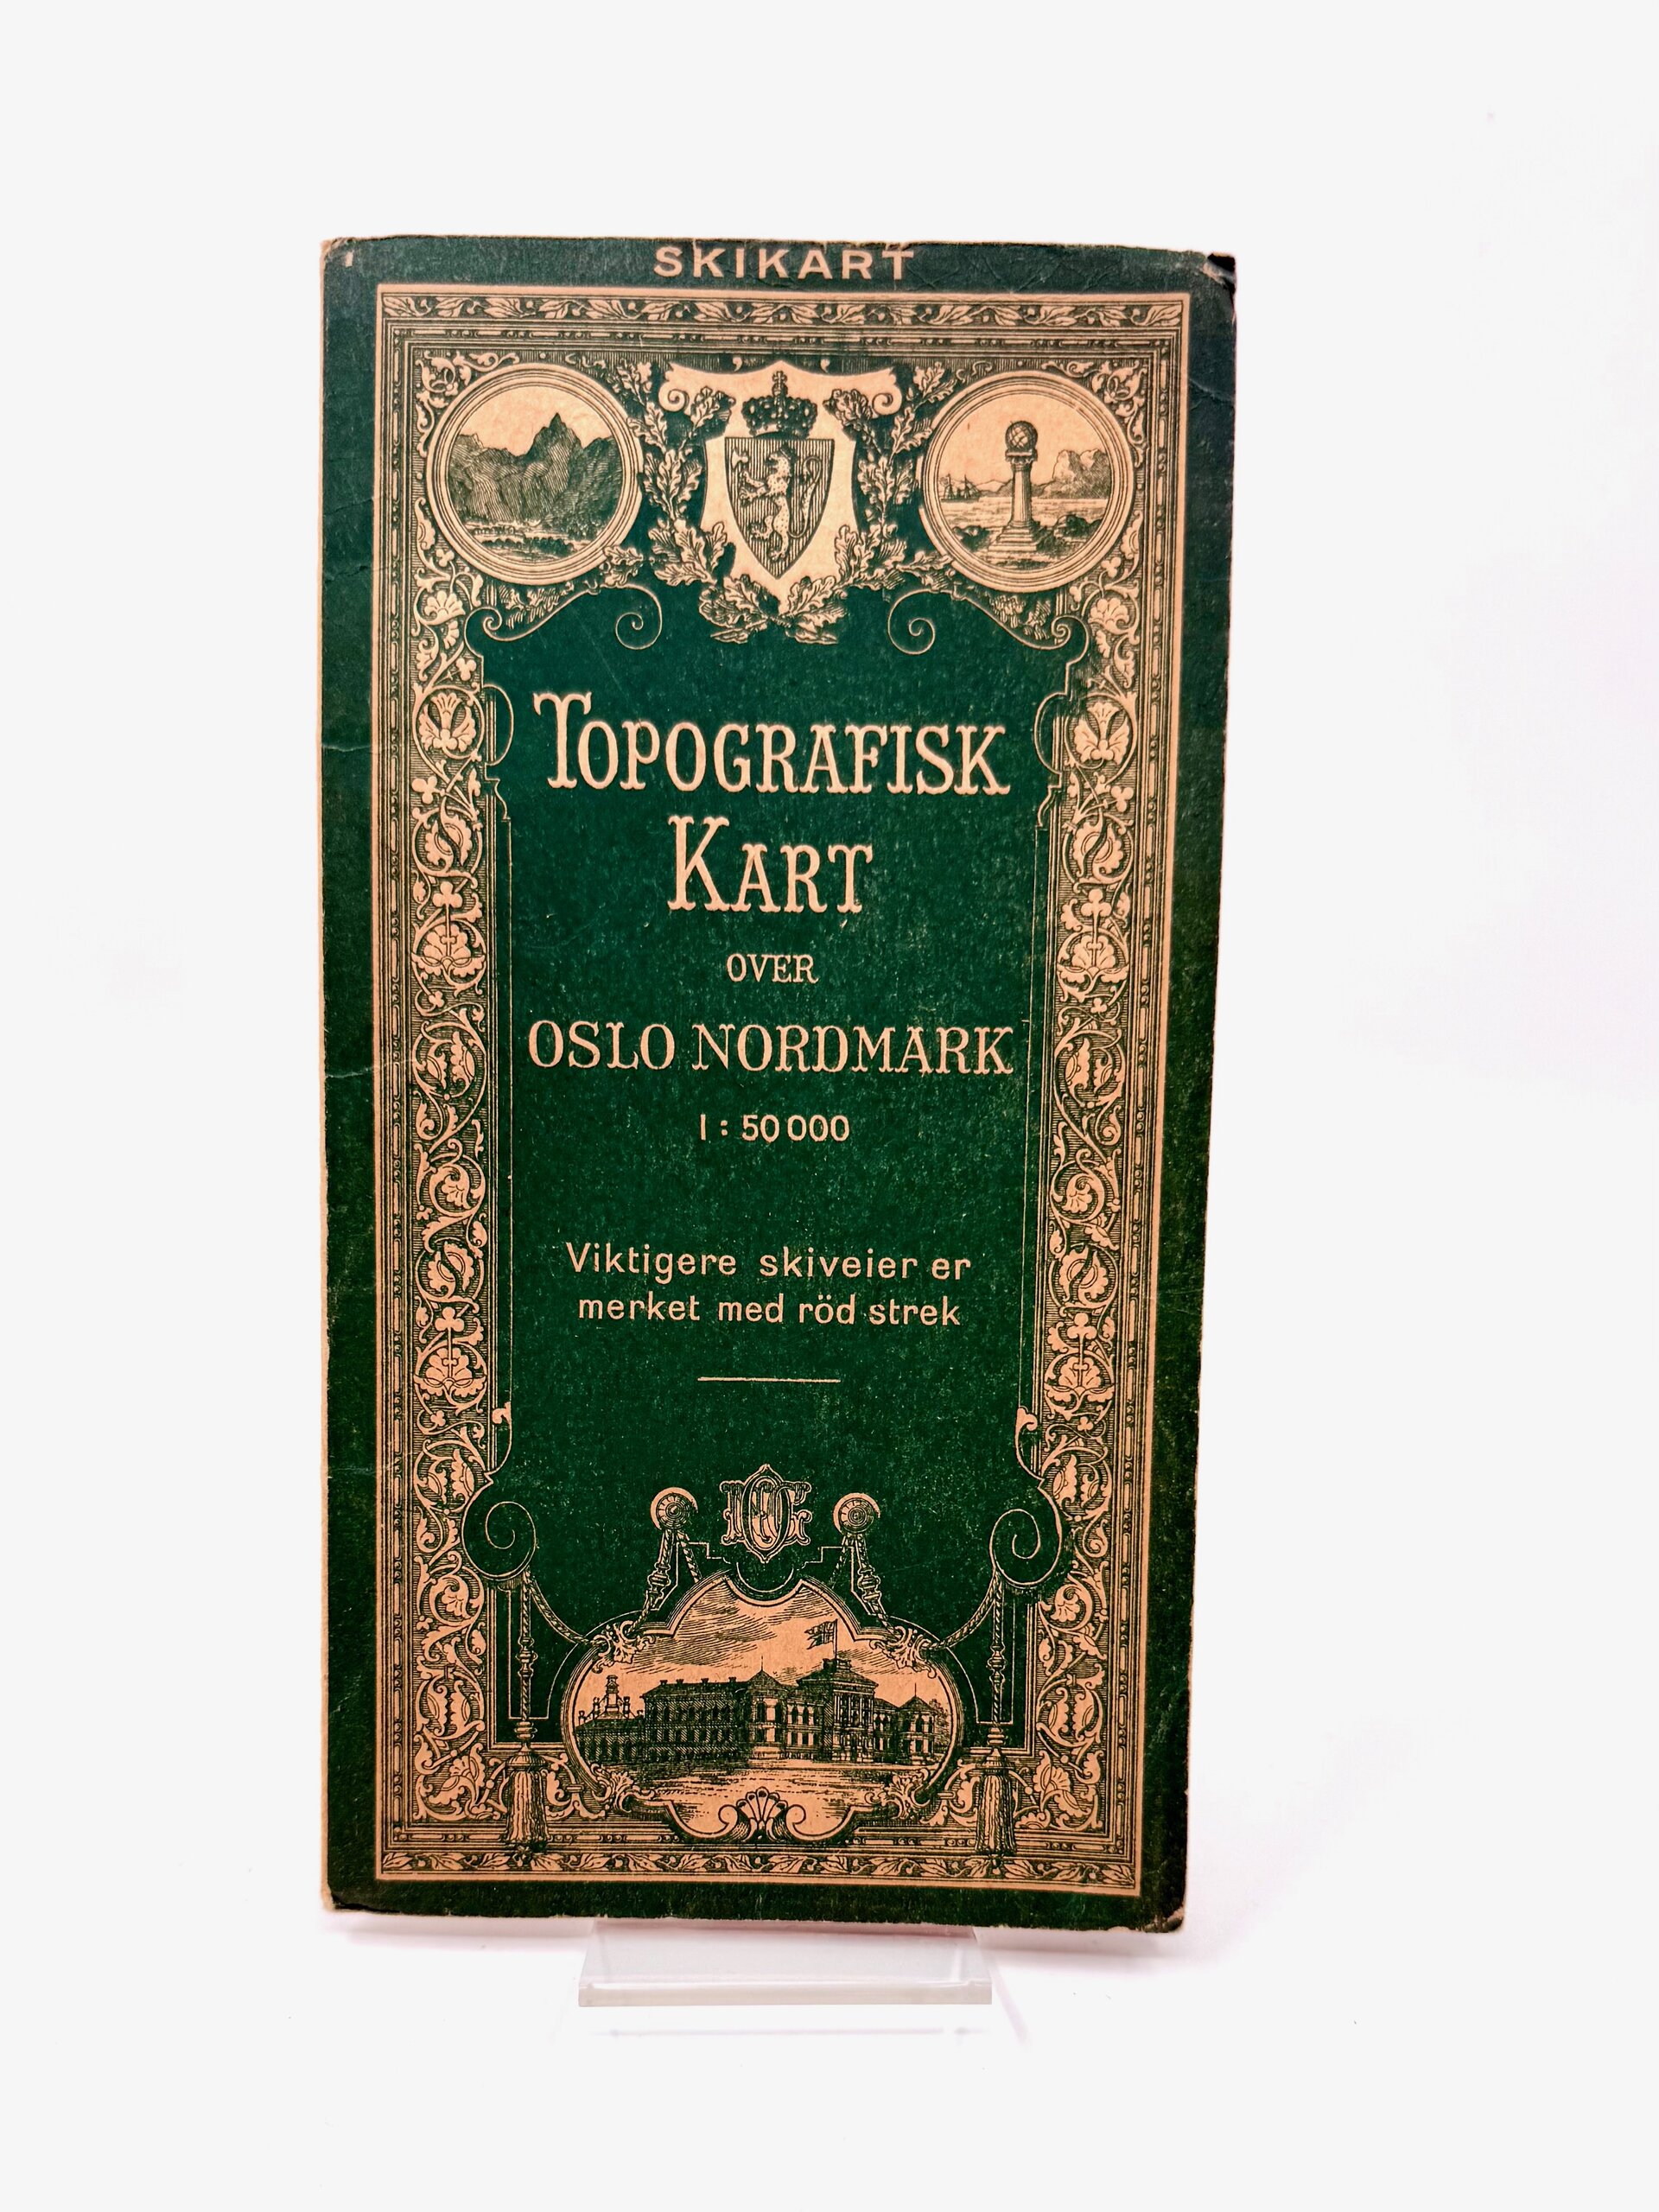 SKIKART
TOPOGRAFISK
KART
OVER
OSLO NORDMARK
1 : 50 000
Viktigere skiveier er
merket med röd strek